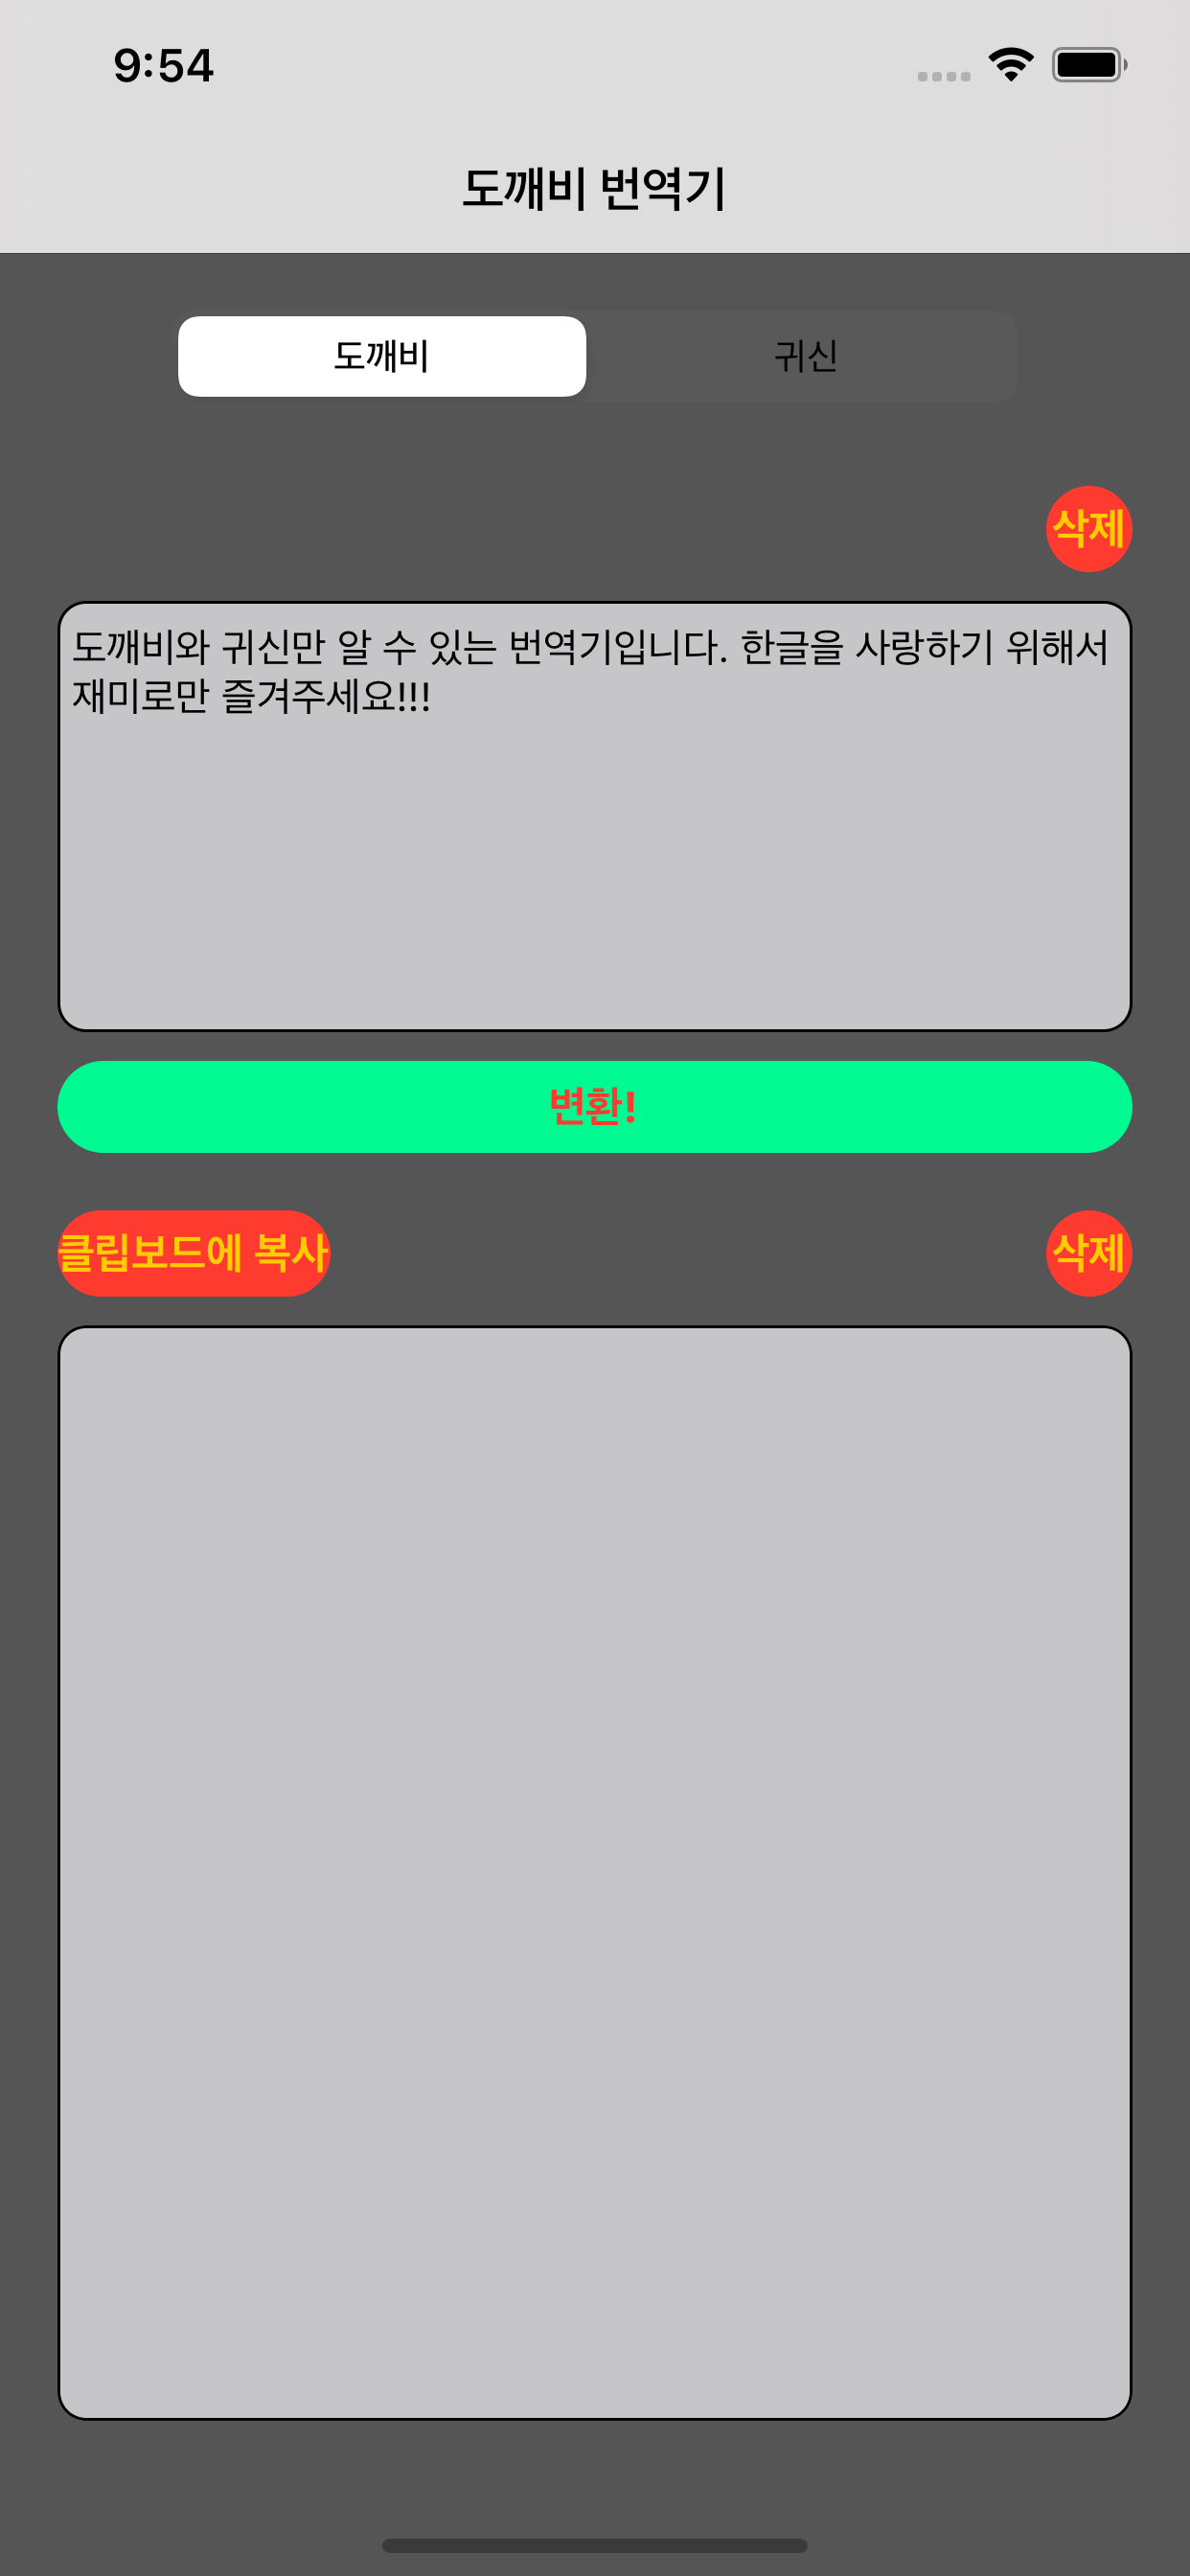 9:54
도깨비 번역기
도깨비
귀신
삭제
도깨비와 귀신만 알 수 있는 번역기입니다. 한글을 사랑하기 위해서
재미로만 즐겨주세요!!!
변환!
클립보드에 복사
삭제